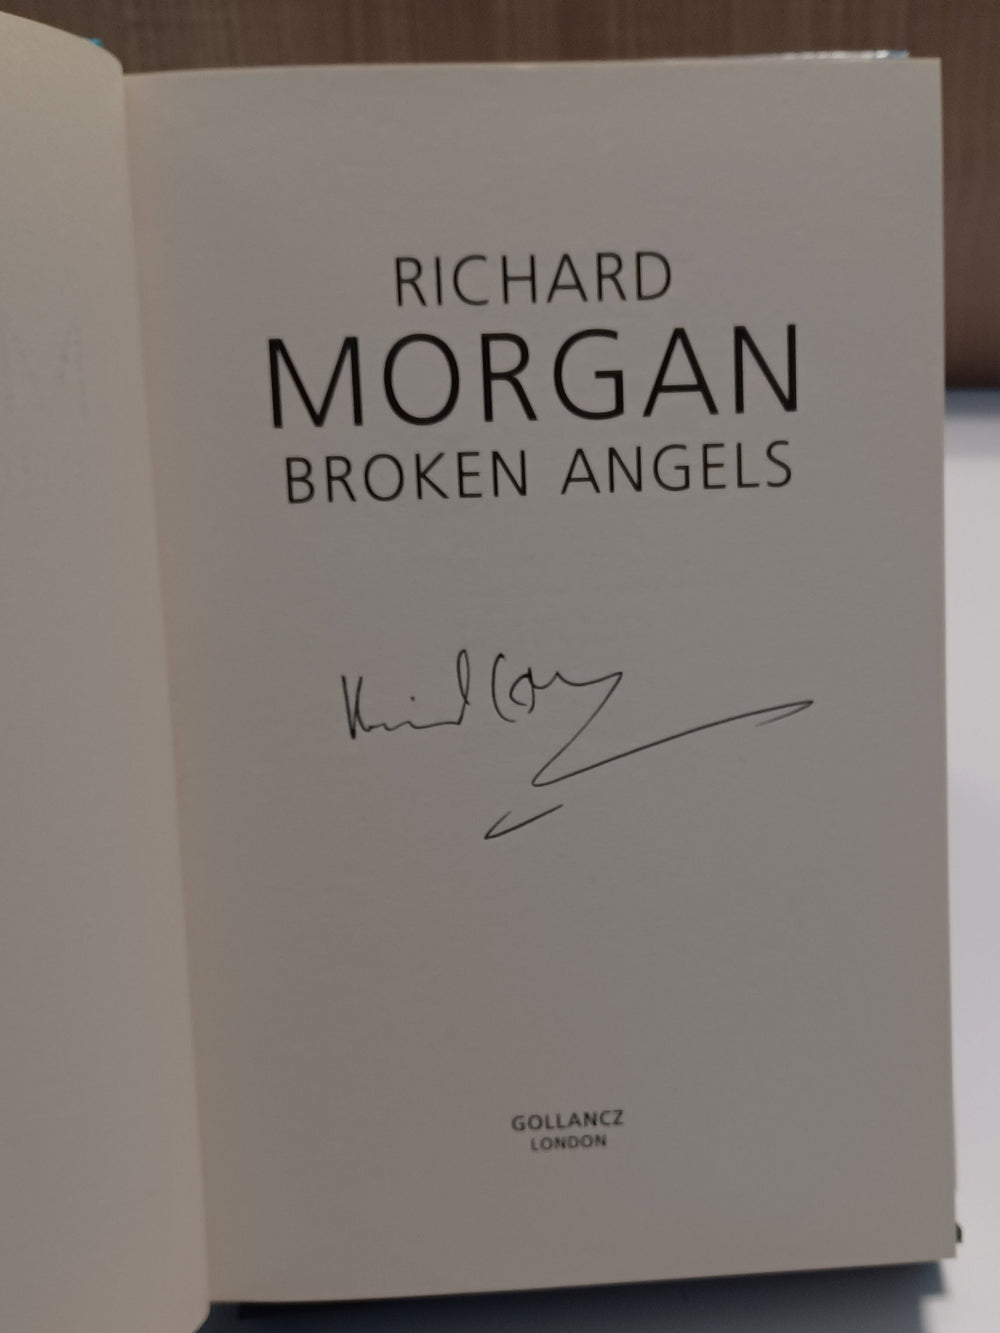 RICHARD
MORGAN
BROKEN ANGELS
GOLLANCZ
LONDON